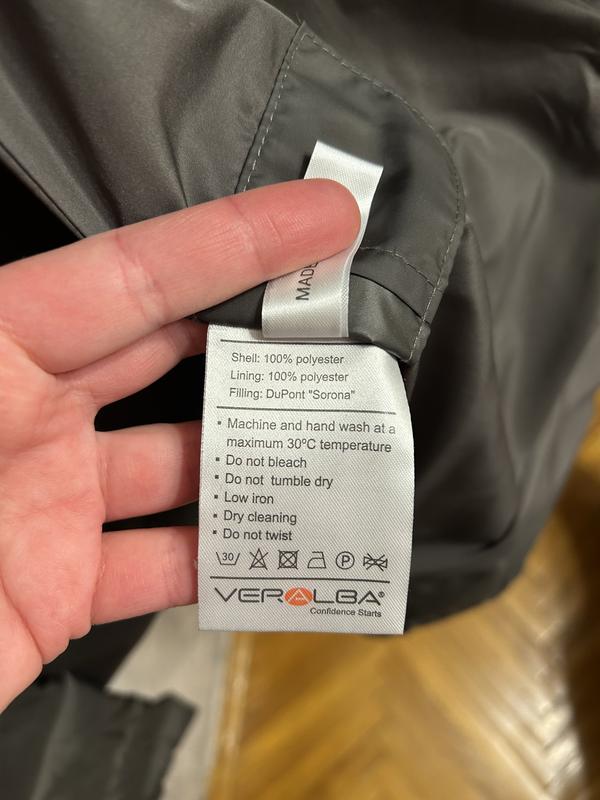 MADE
Shell: 100% polyester
Lining: 100% polyester
Filling: DuPont "Sorona"
▪ Machine and hand wash at a
maximum 30ºC temperature
▪ Do not bleach
▪ Do not  tumble dry
▪ Low iron
▪ Dry cleaning
▪ Do not twist
30 P
VERALBA®
Confidence Starts